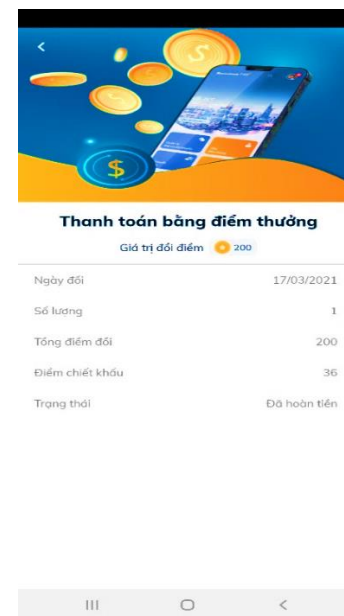 Thanh toán bằng điểm thưởng
Giá trị đổi điểm 200
Ngày đổi 17/03/2021
Số lượng 1
Tổng điểm đổi 200
Điểm chiết khấu 36
Trạng thái Đã hoàn tiền